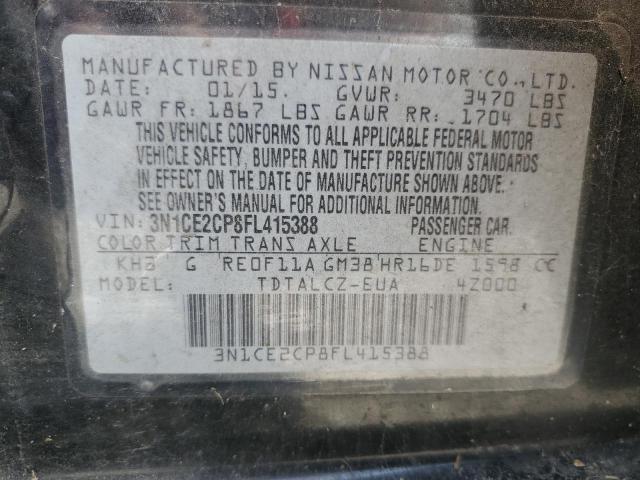 MANUFACTURED BY NISSAN MOTOR CO., LTD.
DATE: 01/15. GVWR: 3470 LBS
GAWR FR: 1867 LBS GAWR RR: 1704 LBS
THIS VEHICLE CONFORMS TO ALL APPLICABLE FEDERAL MOTOR
VEHICLE SAFETY, BUMPER AND THEFT PREVENTION STANDARDS
IN EFFECT ON THE DATE OF MANUFACTURE SHOWN ABOVE.
SEE OWNER'S MANUAL FOR ADDITIONAL INFORMATION.
VIN: 3N1CE2CP8FL415388 PASSENGER CAR.
COLOR TRIM TRANS AXLE ENGINE
KH3 G RE0F11A GM38 HR16DE 1598 CC
MODEL: TDTALCZ-EUA 4Z000
3N1CE2CP8FL415388